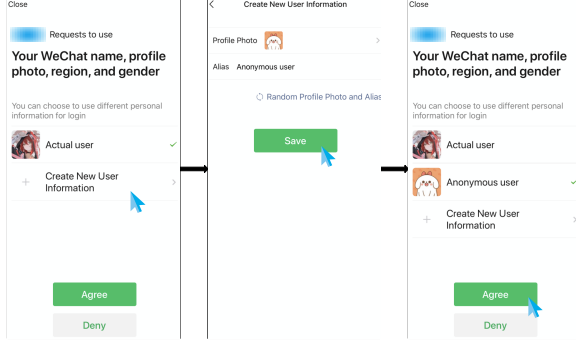 Close
Requests to use
Your WeChat name, profile
photo, region, and gender
You can choose to use different personal
information for login
Actual user
Create New User
Information
Agree
Deny
Create New User Information
Profile Photo
Alias Anonymous user
Random Profile Photo and Alias
Save
Close
Requests to use
Your WeChat name, profile
photo, region, and gender
You can choose to use different personal
information for login
Actual user
Anonymous user
Create New User
Information
Agree
Deny